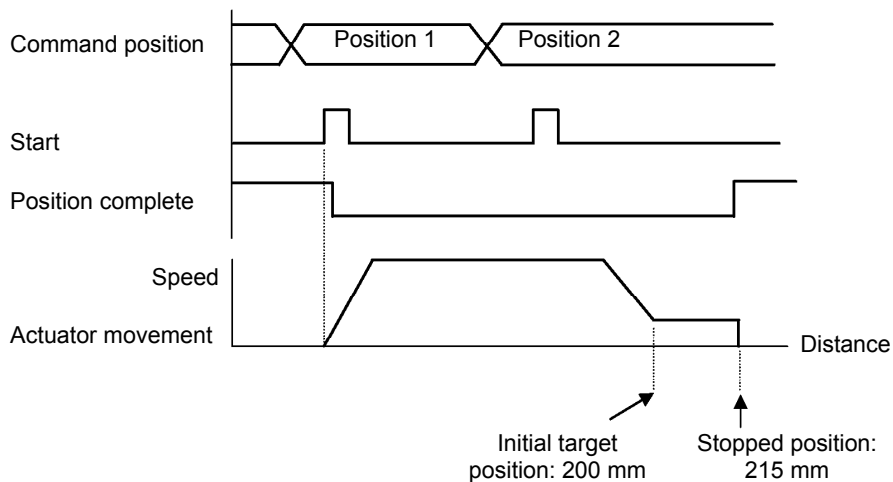 Command position
Position 1
Position 2
Start
Position complete
Speed
Actuator movement
Distance
Initial target
position: 200 mm
Stopped position:
215 mm